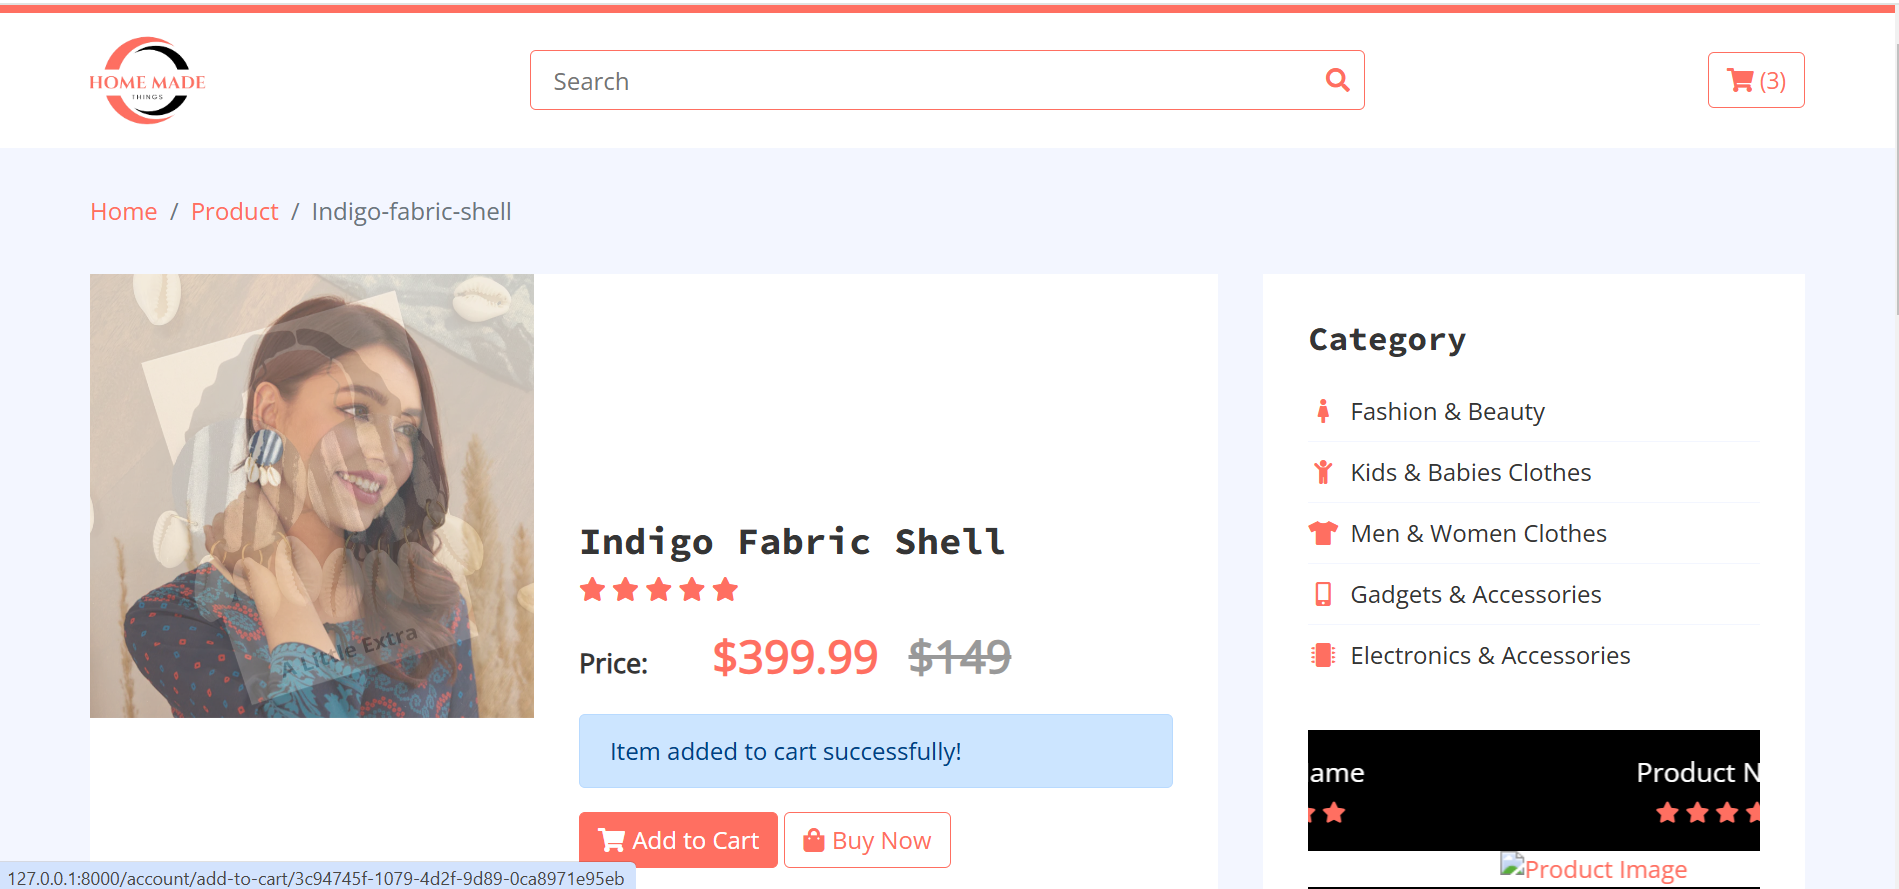 HOME MADE
THINGS
Search
(3)
Home / Product / Indigo-fabric-shell
A Little Extra
Indigo Fabric Shell
Price: $399.99 $149
Item added to cart successfully!
Add to Cart
Buy Now
Category
Fashion & Beauty
Kids & Babies Clothes
Men & Women Clothes
Gadgets & Accessories
Electronics & Accessories
ame
Product N
Product Image
127.0.0.1:8000/account/add-to-cart/3c94745f-1079-4d2f-9d89-0ca8971e95eb